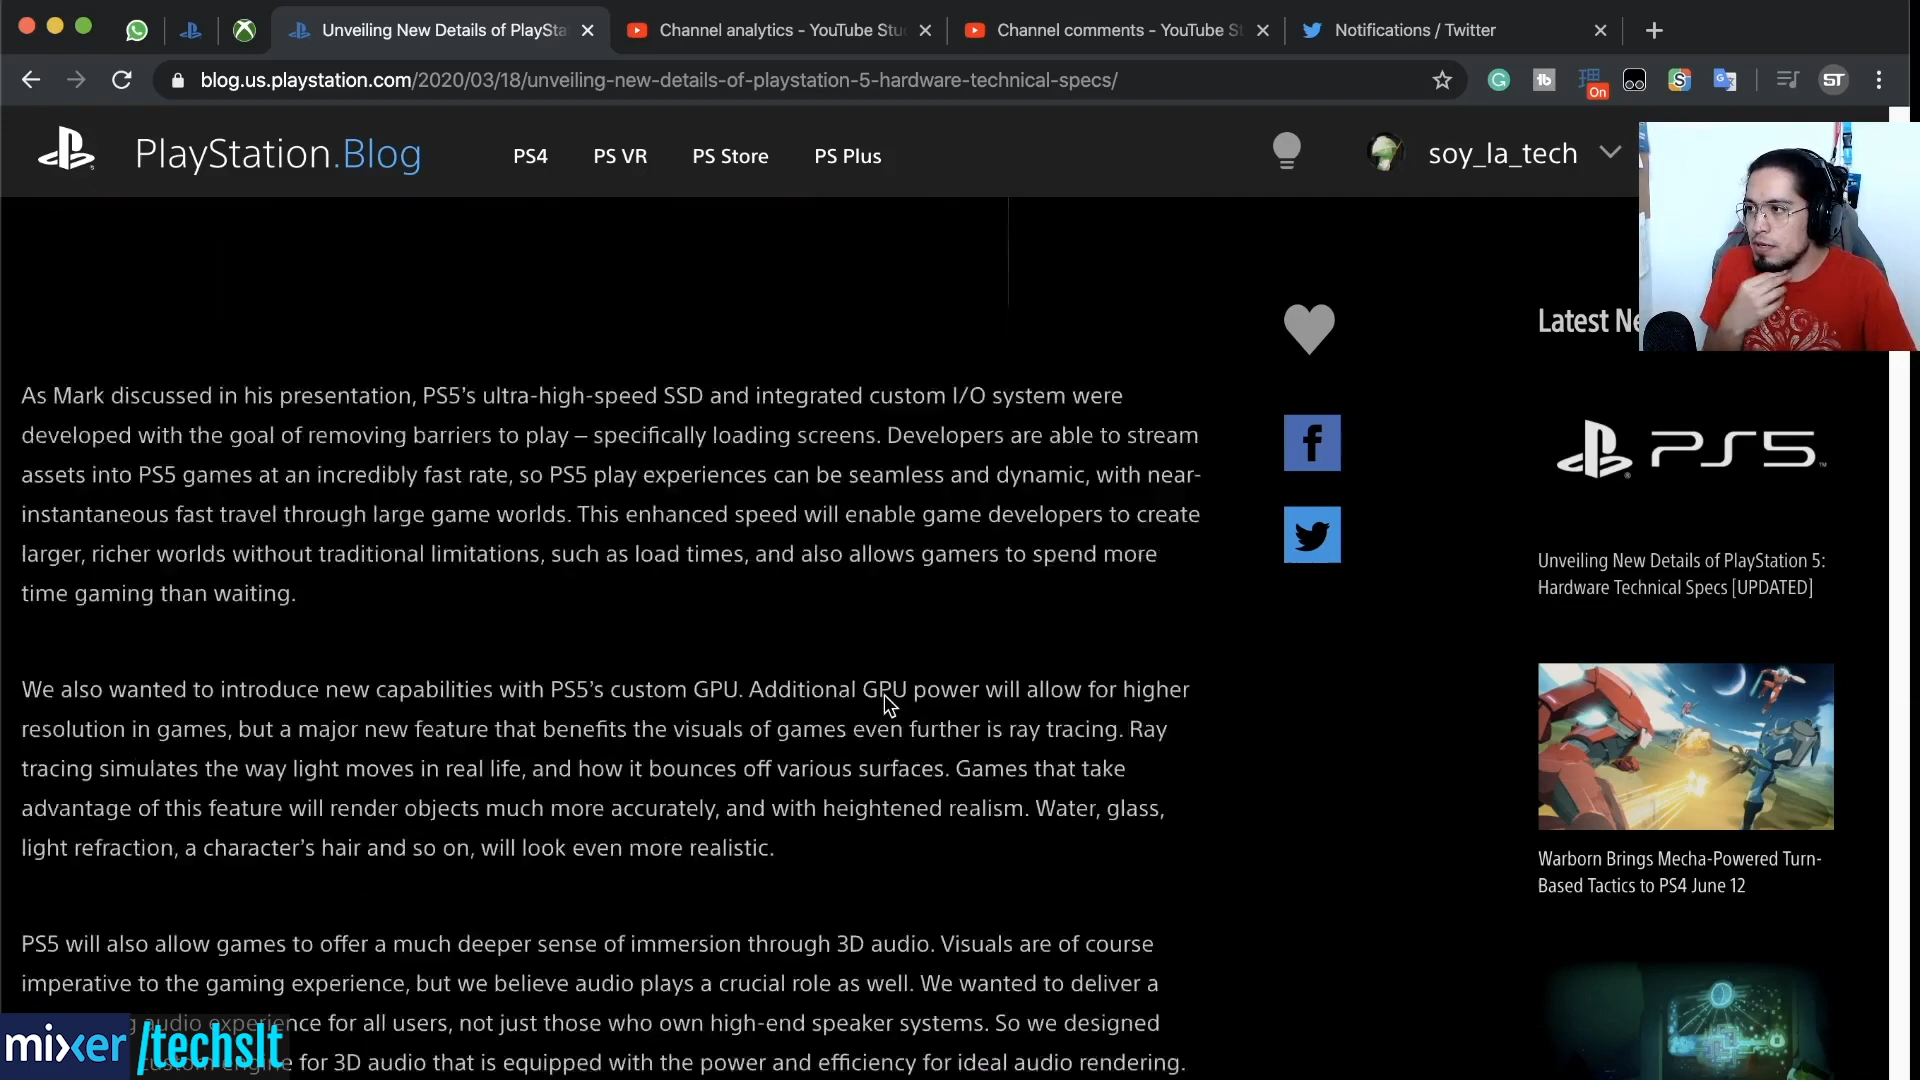 Unveiling New Details of PlaySta
Channel analytics - YouTube Stu
Channel comments - YouTube St
Notifications / Twitter
blog.us.playstation.com/2020/03/18/unveiling-new-details-of-playstation-5-hardware-technical-specs/
On
ST
PlayStation.Blog
PS4
PS VR
PS Store
PS Plus
soy_la_tech
Latest Ne
As Mark discussed in his presentation, PS5’s ultra-high-speed SSD and integrated custom I/O system were
developed with the goal of removing barriers to play – specifically loading screens. Developers are able to stream
assets into PS5 games at an incredibly fast rate, so PS5 play experiences can be seamless and dynamic, with near-
instantaneous fast travel through large game worlds. This enhanced speed will enable game developers to create
larger, richer worlds without traditional limitations, such as load times, and also allows gamers to spend more
time gaming than waiting.
PS5
Unveiling New Details of PlayStation 5:
Hardware Technical Specs [UPDATED]
We also wanted to introduce new capabilities with PS5’s custom GPU. Additional GPU power will allow for higher
resolution in games, but a major new feature that benefits the visuals of games even further is ray tracing. Ray
tracing simulates the way light moves in real life, and how it bounces off various surfaces. Games that take
advantage of this feature will render objects much more accurately, and with heightened realism. Water, glass,
light refraction, a character’s hair and so on, will look even more realistic.
Warborn Brings Mecha-Powered Turn-
Based Tactics to PS4 June 12
PS5 will also allow games to offer a much deeper sense of immersion through 3D audio. Visuals are of course
imperative to the gaming experience, but we believe audio plays a crucial role as well. We wanted to deliver a
audio experience for all users, not just those who own high-end speaker systems. So we designed
for 3D audio that is equipped with the power and efficiency for ideal audio rendering.
mixer /techslt